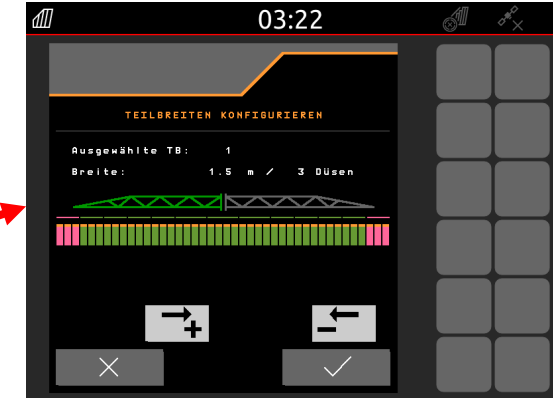 03:22
TEILBREITEN KONFIGURIEREN
Ausgewählte TB: 1
Breite: 1.5 m / 3 Düsen